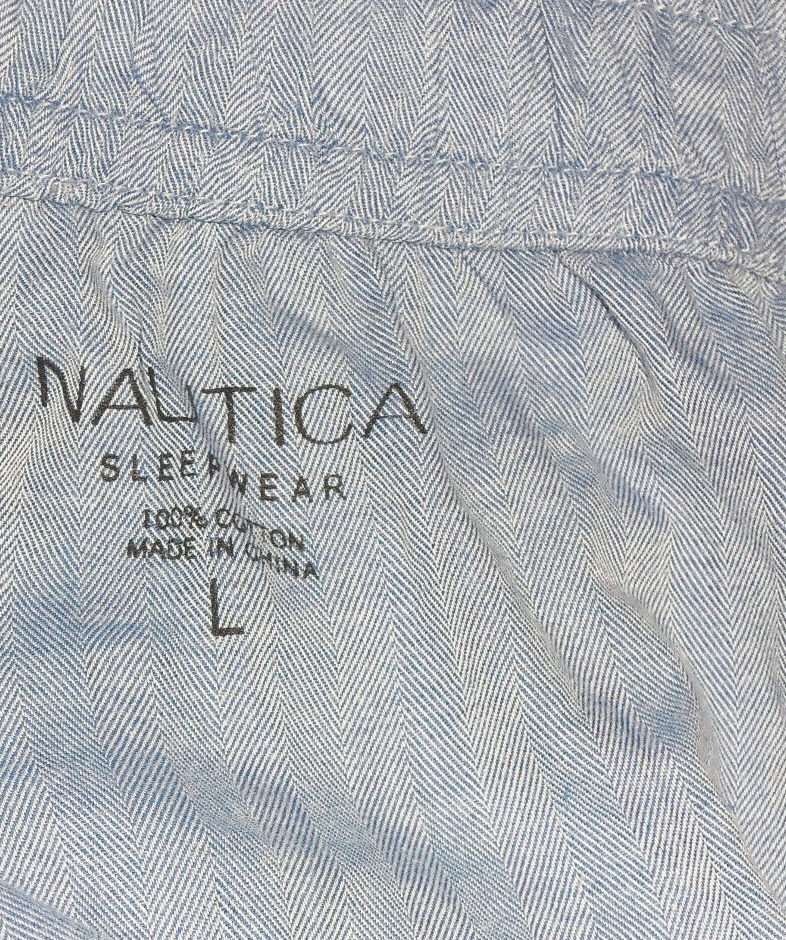 NAUTICA
SLEEPWEAR
100% COTTON
MADE IN CHINA
L